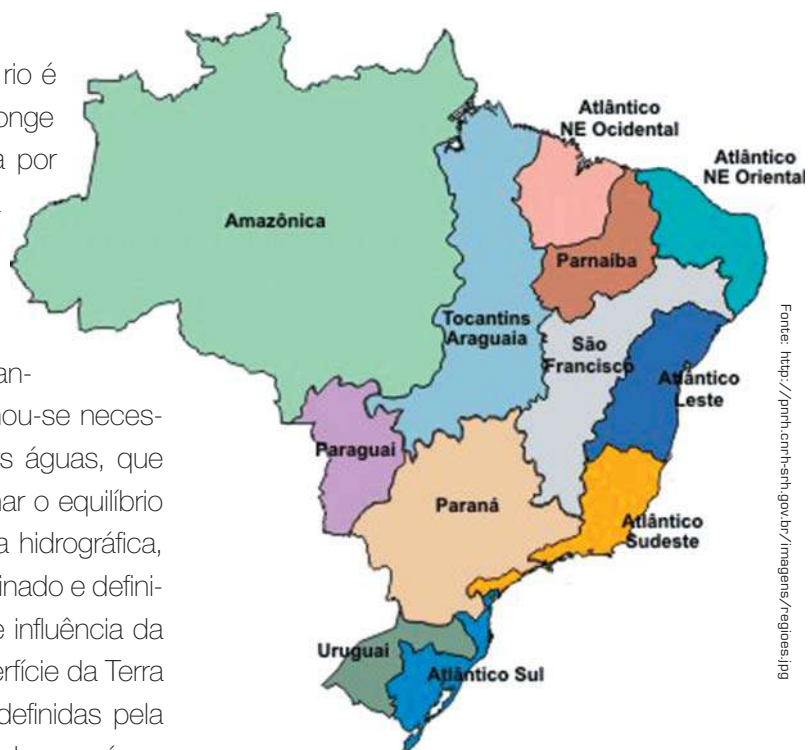 rio é
onge
a por
an-
nou-se neces-
s águas, que
nar o equilíbrio
a hidrográfica,
inado e defini-
e influência da
erfície da Terra
definidas pela
Atlântico
NE Ocidental
Atlântico
NE Oriental
Amazônica
Parnaíba
Tocantins
Araguaia
São
Francisco
Atlântico
Leste
Paraguai
Paraná
Atlântico
Sudeste
Uruguai
Atlântico Sul
Fonte: http://pnrh.cnrh-srh.gov.br/imagens/regioes.jpg